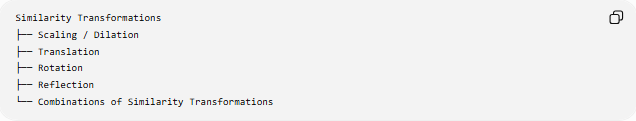 Similarity Transformations
├── Scaling / Dilation
├── Translation
├── Rotation
├── Reflection
└── Combinations of Similarity Transformations